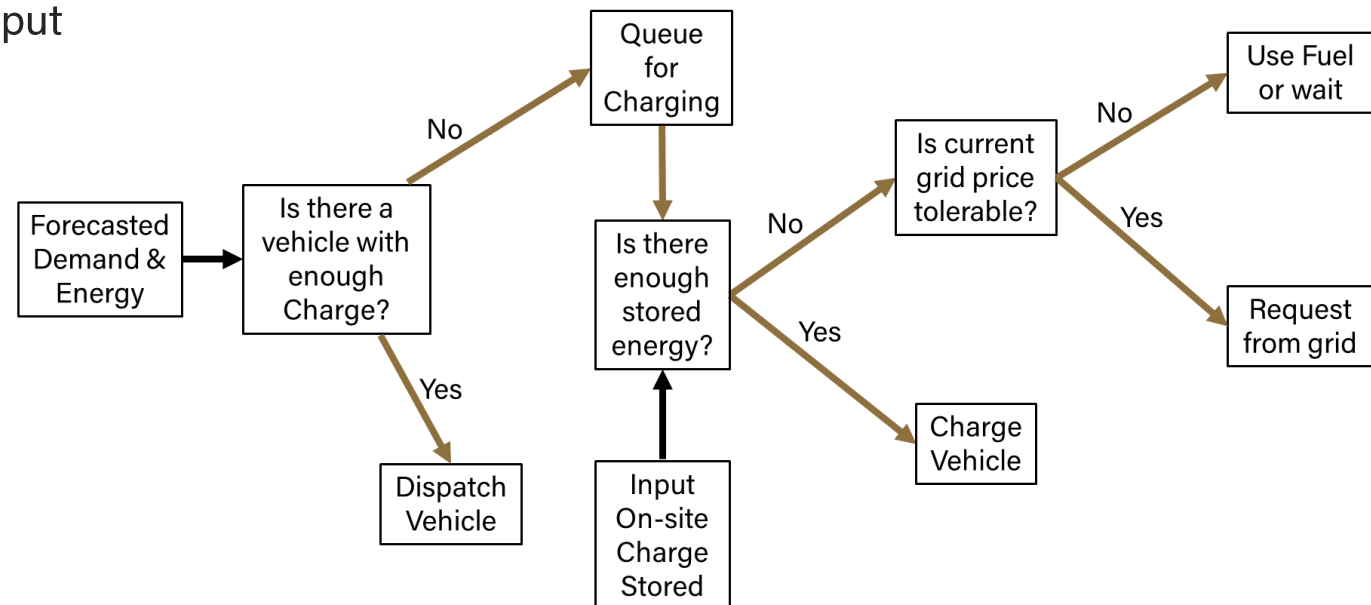 put
Queue
for
Charging
No
Forecasted
Demand &
Energy
Is there a
vehicle with
enough
Charge?
Yes
Dispatch
Vehicle
Is there
enough
stored
energy?
Input
On-site
Charge
Stored
No
Yes
Charge
Vehicle
Is current
grid price
tolerable?
No
Yes
Use Fuel
or wait
Request
from grid